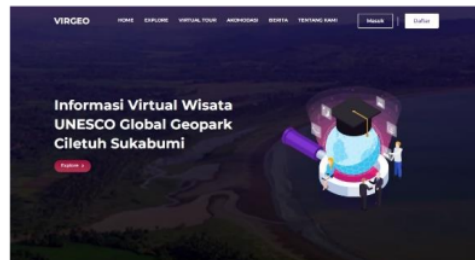 VIRGEO
HOME EXPLORE VIRTUAL TOUR AKOMODASI BERITA TENTANG KAMI
Masuk | Daftar
Informasi Virtual Wisata
UNESCO Global Geopark
Ciletuh Sukabumi
Explore